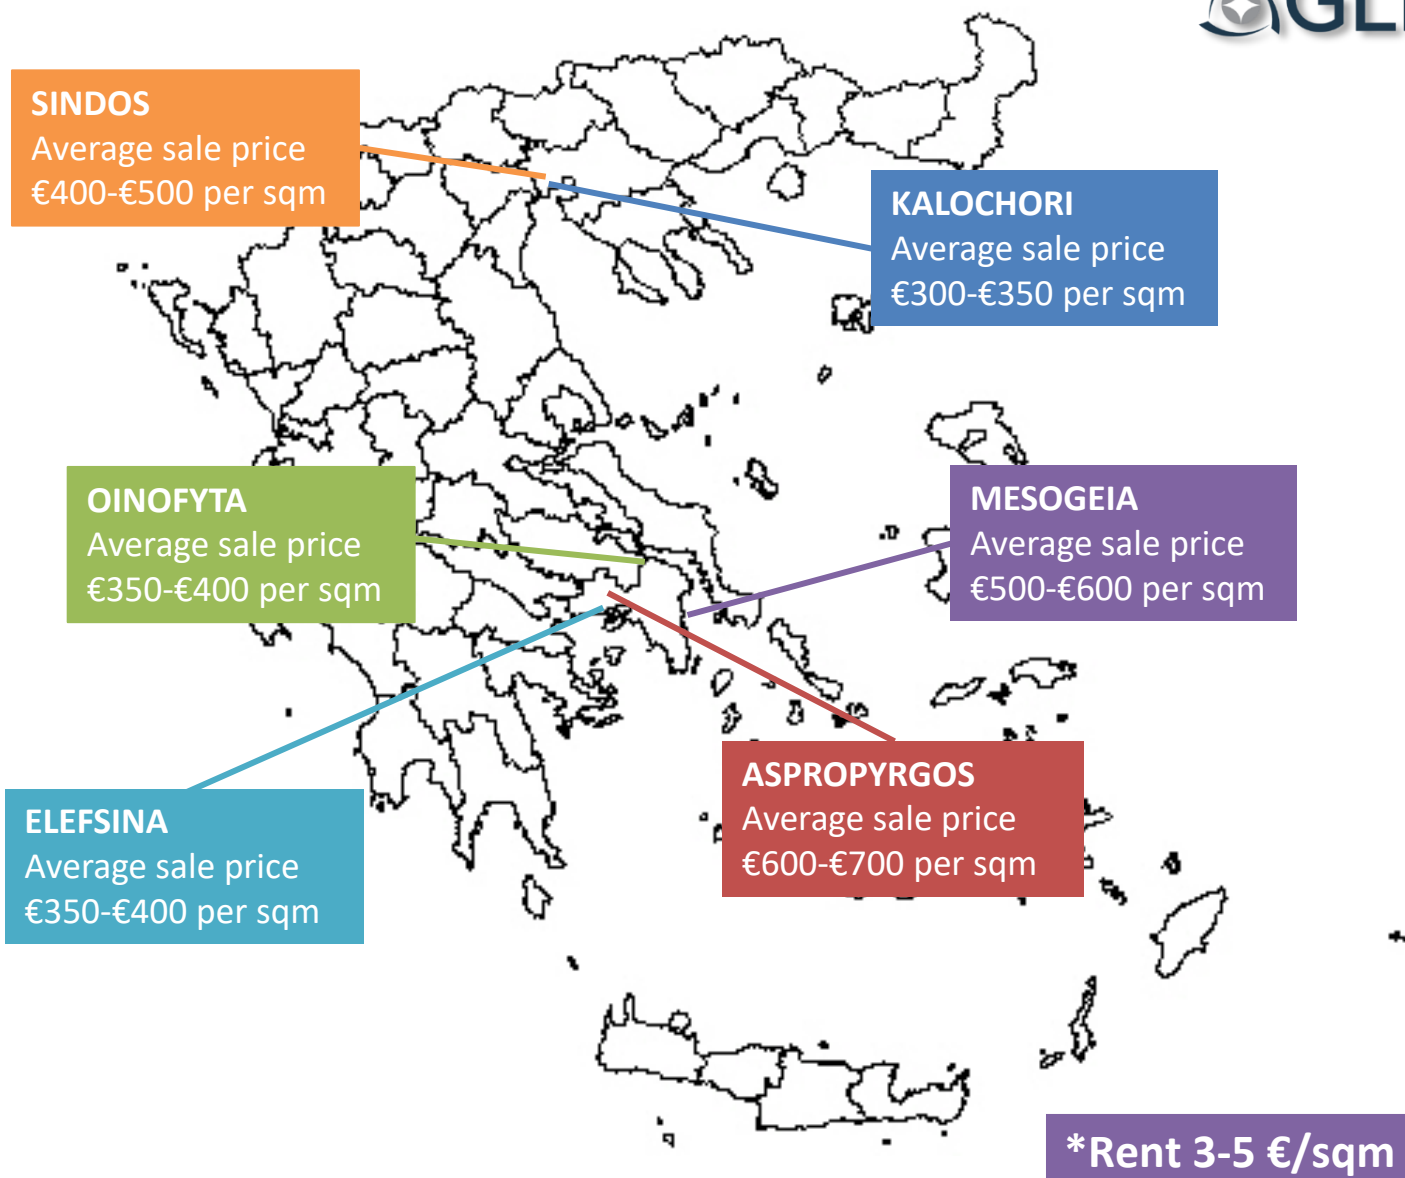 SINDOS
Average sale price
€400-€500 per sqm
KALOCHORI
Average sale price
€300-€350 per sqm
OINOFYTA
Average sale price
€350-€400 per sqm
MESOGEIA
Average sale price
€500-€600 per sqm
ASPROPYRGOS
Average sale price
€600-€700 per sqm
ELEFSINA
Average sale price
€350-€400 per sqm
*Rent 3-5 €/sqm